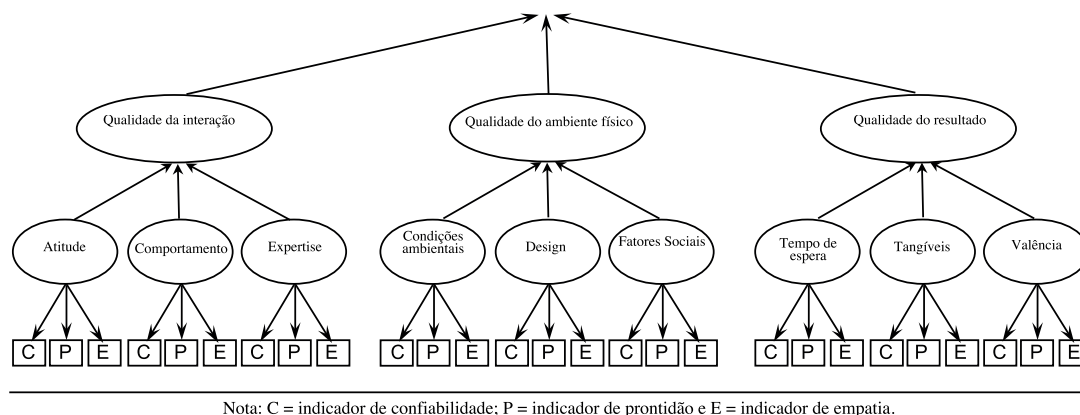 Qualidade da interação
Qualidade do ambiente físico
Qualidade do resultado
Atitude
Comportamento
Expertise
Condições
ambientais
Design
Fatores Sociais
Tempo de
espera
Tangíveis
Valência
C P E C P E C P E C P E C P E C P E C P E C P E C P E
Nota: C = indicador de confiabilidade; P = indicador de prontidão e E = indicador de empatia.